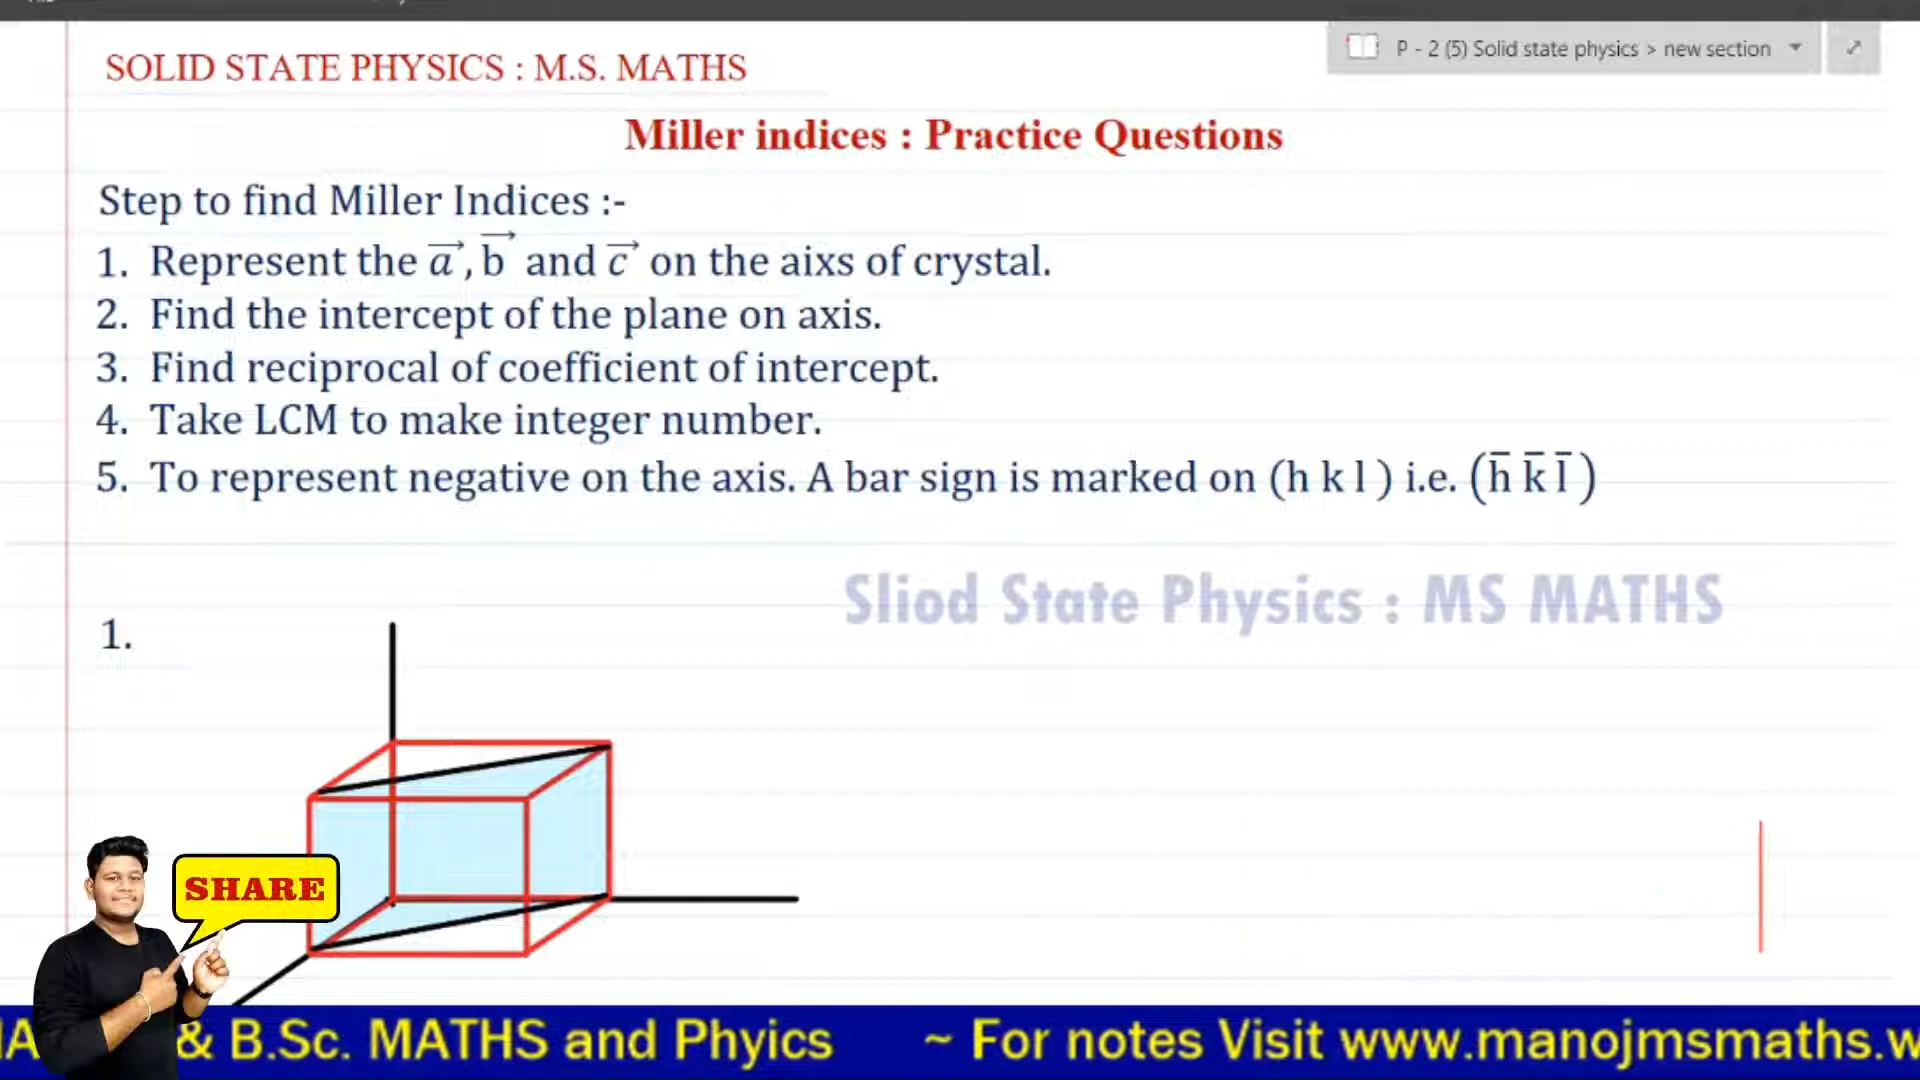 SOLID STATE PHYSICS : M.S. MATHS
P - 2 (5) Solid state physics > new section
Miller indices : Practice Questions
Step to find Miller Indices :-
1. Represent the a⃗, b⃗ and c⃗ on the aixs of crystal.
2. Find the intercept of the plane on axis.
3. Find reciprocal of coefficient of intercept.
4. Take LCM to make integer number.
5. To represent negative on the axis. A bar sign is marked on (h k l ) i.e. (h̄ k̄ l̄ )
Sliod State Physics : MS MATHS
1.
SHARE
& B.Sc. MATHS and Phyics ~ For notes Visit www.manojmsmaths.w